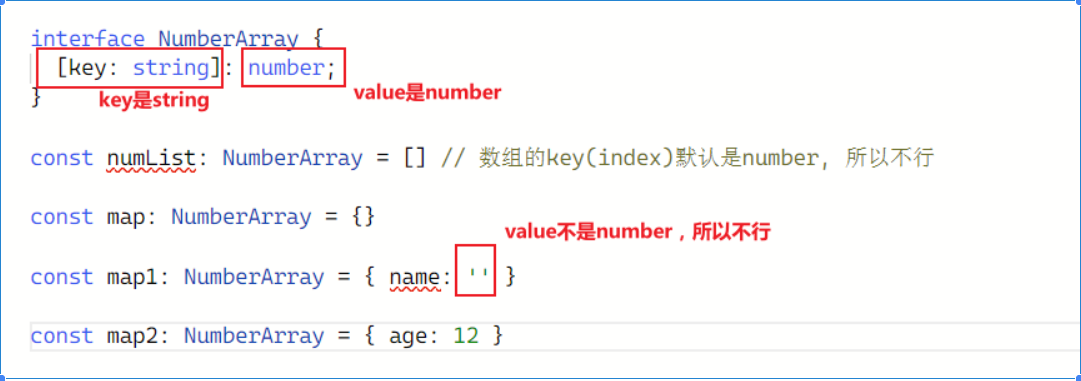 interface NumberArray {
[key: string]: number;
key是string
value是number
}
const numList: NumberArray = [] // 数组的key(index)默认是number, 所以不行
const map: NumberArray = {}
value不是number，所以不行
const map1: NumberArray = { name: '' }
const map2: NumberArray = { age: 12 }